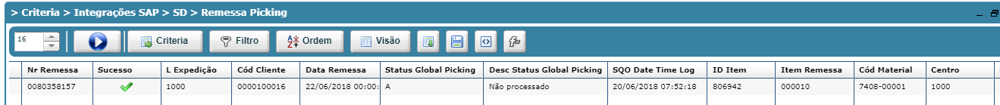 > Criteria > Integrações SAP > SD > Remessa Picking
16 Criteria Filtro Ordem Visão
Nr Remessa Sucesso L Expedição Cód Cliente Data Remessa Status Global Picking Desc Status Global Picking SQO Date Time Log ID Item Item Remessa Cód Material Centro
0080358157 1000 0000100016 22/06/2018 00:00: A Não processado 20/06/2018 07:52:18 806942 000010 7408-00001 1000